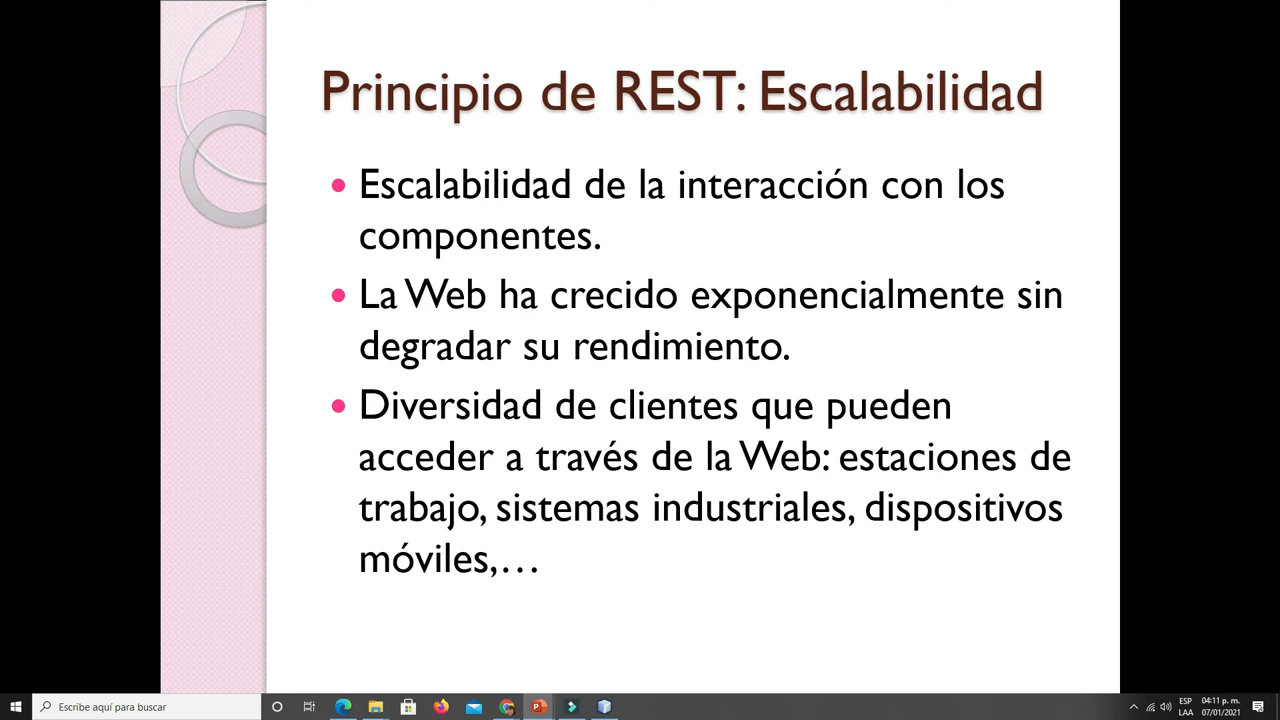 Principio de REST: Escalabilidad
• Escalabilidad de la interacción con los
componentes.
• La Web ha crecido exponencialmente sin
degradar su rendimiento.
• Diversidad de clientes que pueden
acceder a través de la Web: estaciones de
trabajo, sistemas industriales, dispositivos
móviles,…
Escribe aquí para buscar
ESP
LAA
04:11 p. m.
07/01/2021